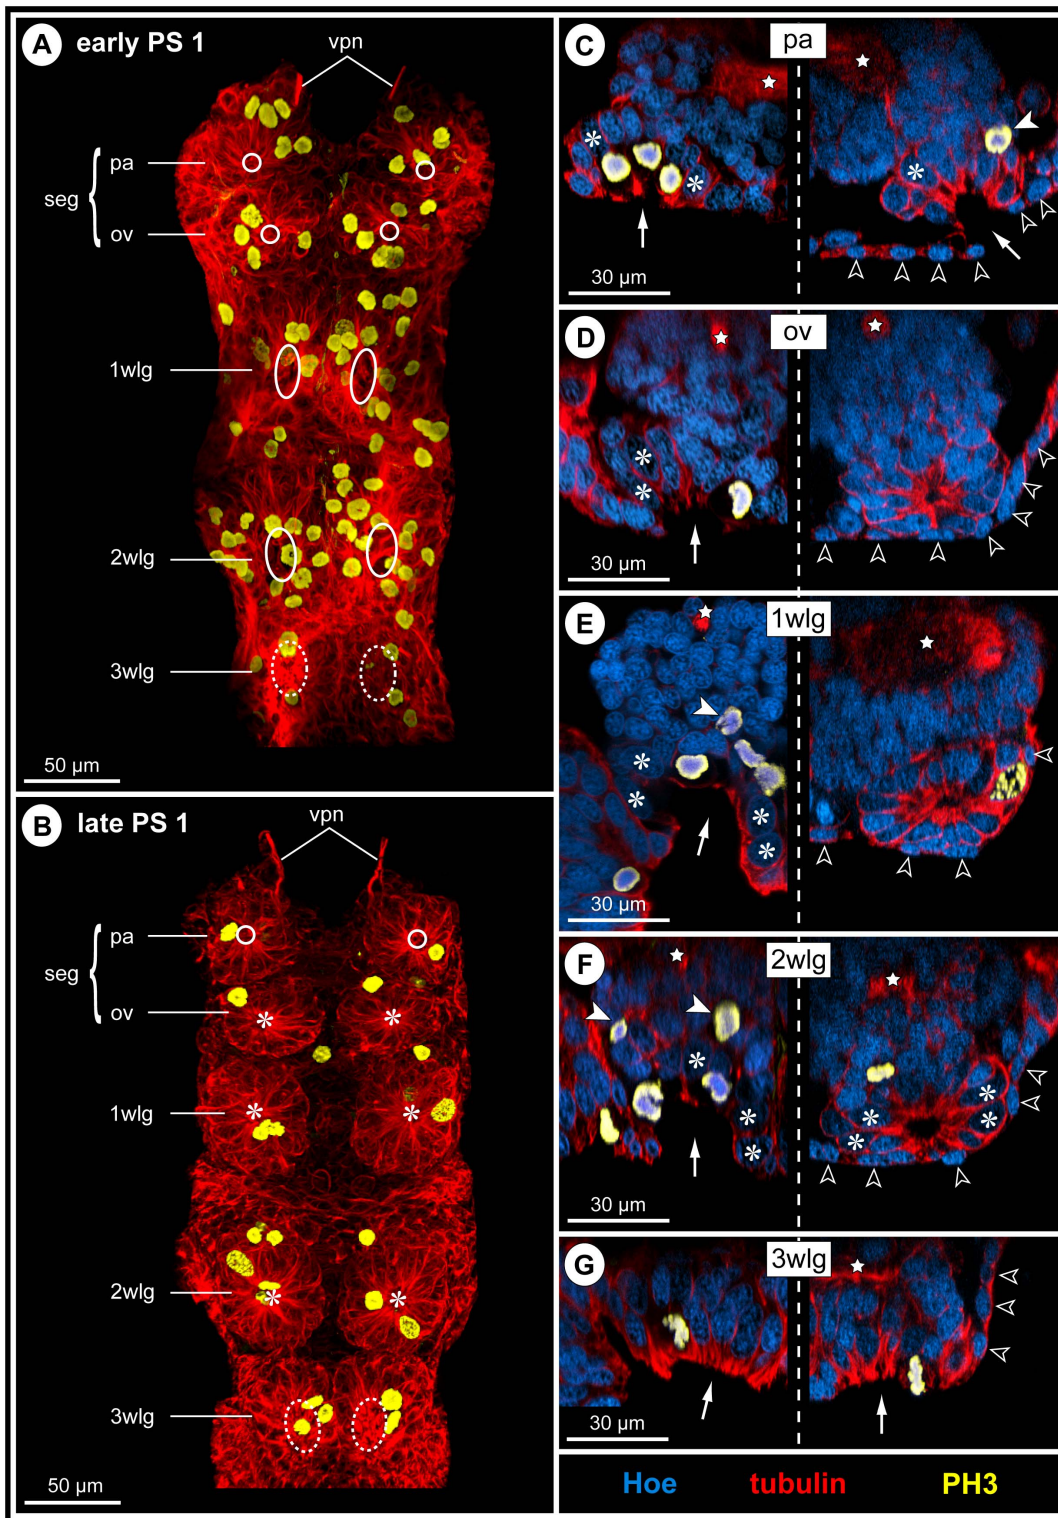 A early PS 1
vpn
pa
seg
ov
1wlg
2wlg
3wlg
50 µm
B late PS 1
vpn
pa
seg
ov
1wlg
2wlg
3wlg
50 µm
C pa
30 µm
D ov
30 µm
E 1wlg
30 µm
F 2wlg
30 µm
G 3wlg
30 µm
Hoe tubulin PH3